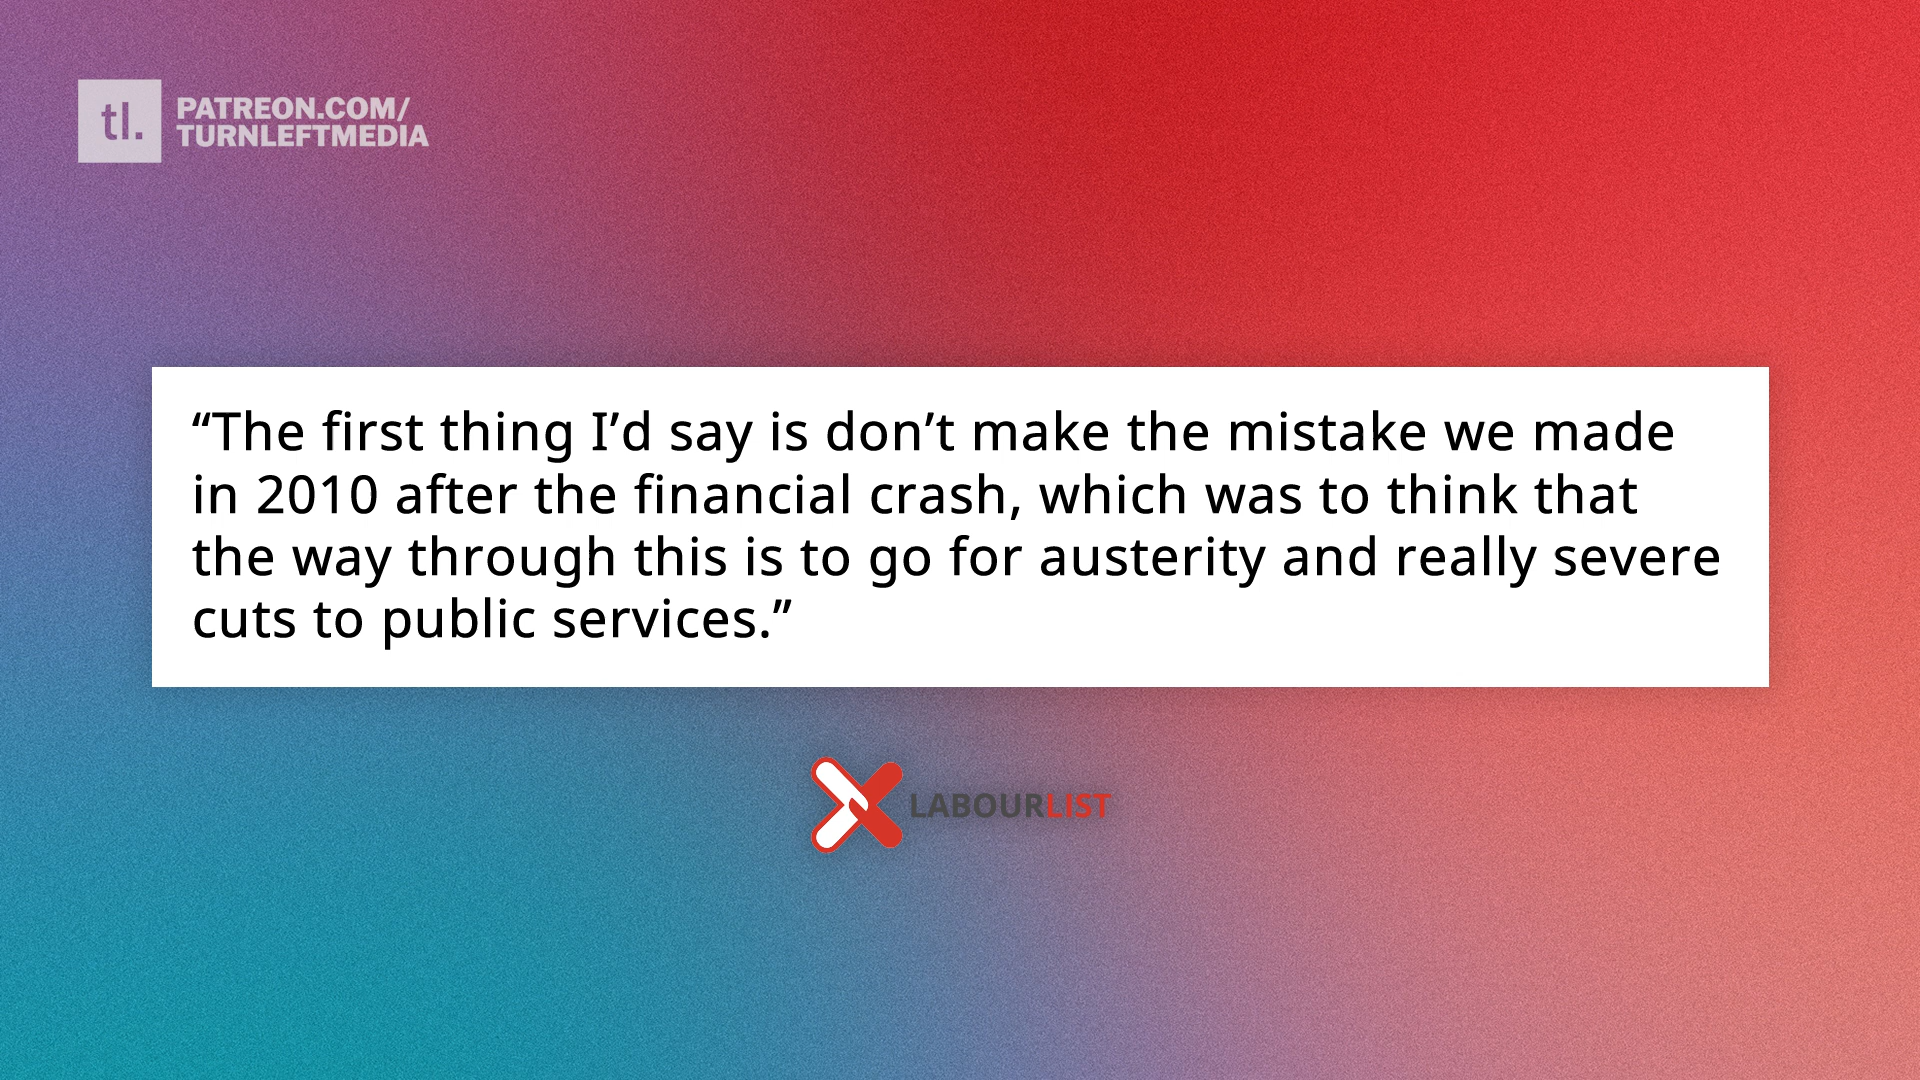 tl.
PATREON.COM/
TURNLEFTMEDIA
“The first thing I’d say is don’t make the mistake we made
in 2010 after the financial crash, which was to think that
the way through this is to go for austerity and really severe
cuts to public services.”
LABOURLIST